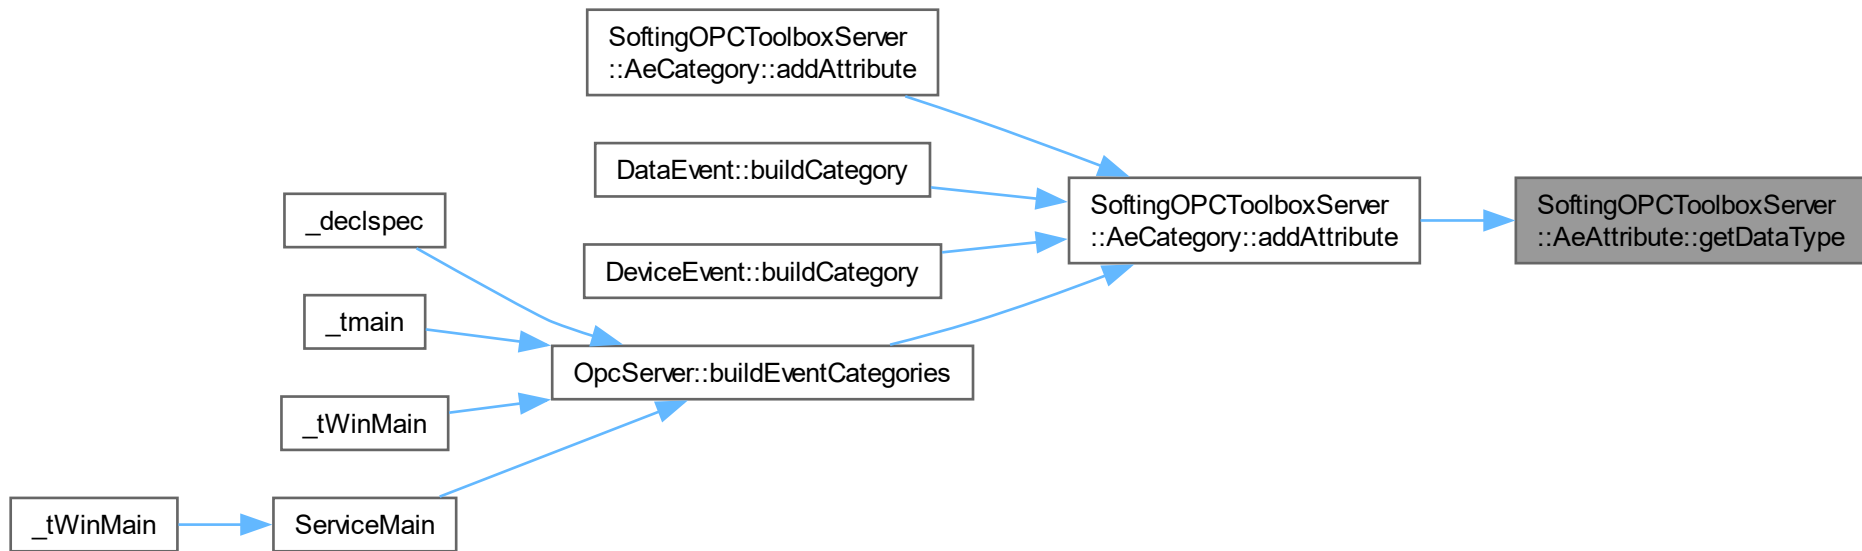 SoftingOPCToolboxServer
::AeCategory::addAttribute
DataEvent::buildCategory
_declspec
SoftingOPCToolboxServer
::AeCategory::addAttribute
SoftingOPCToolboxServer
::AeAttribute::getDataType
DeviceEvent::buildCategory
_tmain
OpcServer::buildEventCategories
_tWinMain
_tWinMain
ServiceMain